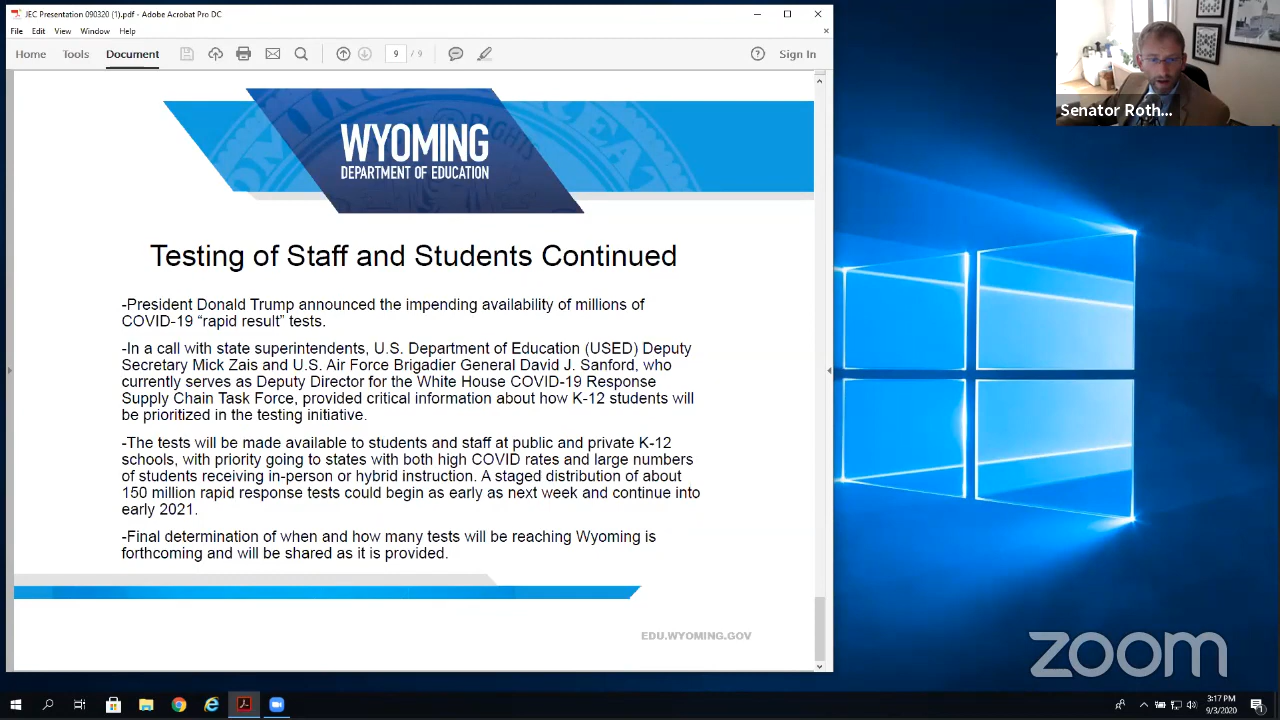 JEC Presentation 090320 (1).pdf - Adobe Acrobat Pro DC
File Edit View Window Help
Home Tools Document 9 / 9 Sign In
WYOMING
DEPARTMENT OF EDUCATION
Testing of Staff and Students Continued
-President Donald Trump announced the impending availability of millions of
COVID-19 “rapid result” tests.
-In a call with state superintendents, U.S. Department of Education (USED) Deputy
Secretary Mick Zais and U.S. Air Force Brigadier General David J. Sanford, who
currently serves as Deputy Director for the White House COVID-19 Response
Supply Chain Task Force, provided critical information about how K-12 students will
be prioritized in the testing initiative.
-The tests will be made available to students and staff at public and private K-12
schools, with priority going to states with both high COVID rates and large numbers
of students receiving in-person or hybrid instruction. A staged distribution of about
150 million rapid response tests could begin as early as next week and continue into
early 2021.
-Final determination of when and how many tests will be reaching Wyoming is
forthcoming and will be shared as it is provided.
EDU.WYOMING.GOV
Senator Roth...
zoom
3:17 PM
9/3/2020